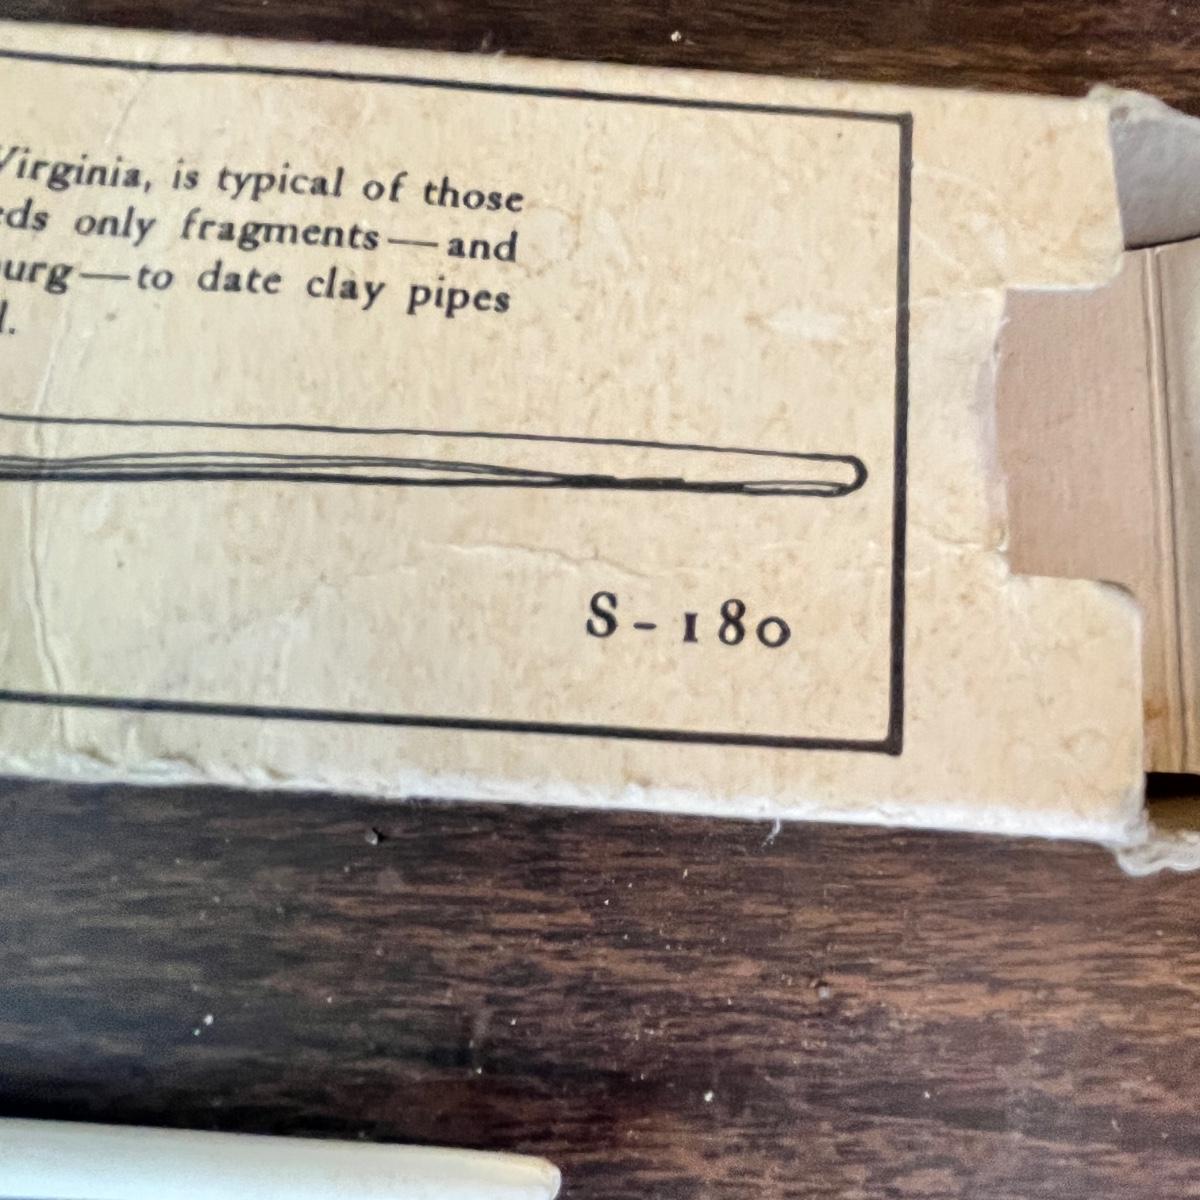 Virginia, is typical of those
only fragments — and
— to date clay pipes
S - 180